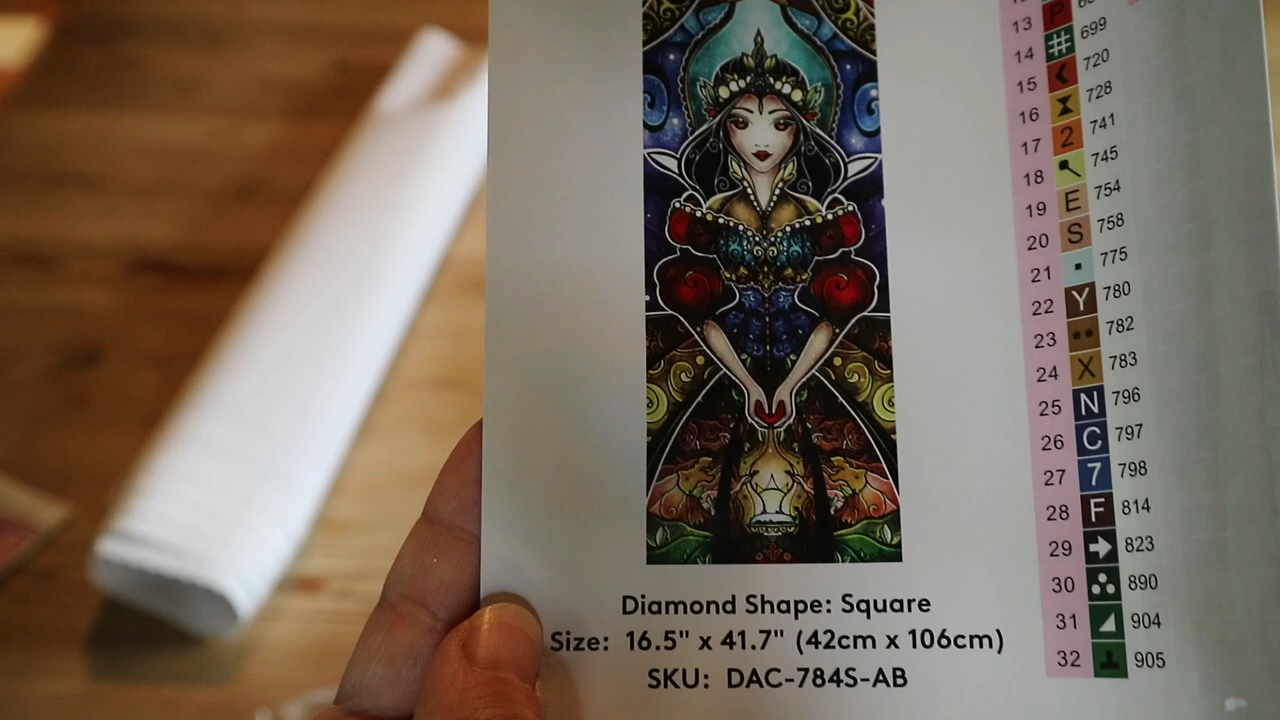 13 P
14 # 699
15 720
16 728
17 2 741
18 745
19 E 754
20 S 758
21 775
22 Y 780
23 782
24 X 783
25 N 796
26 C 797
27 7 798
28 F 814
29 823
30 890
31 904
32 905
Diamond Shape: Square
Size: 16.5" x 41.7" (42cm x 106cm)
SKU: DAC-784S-AB